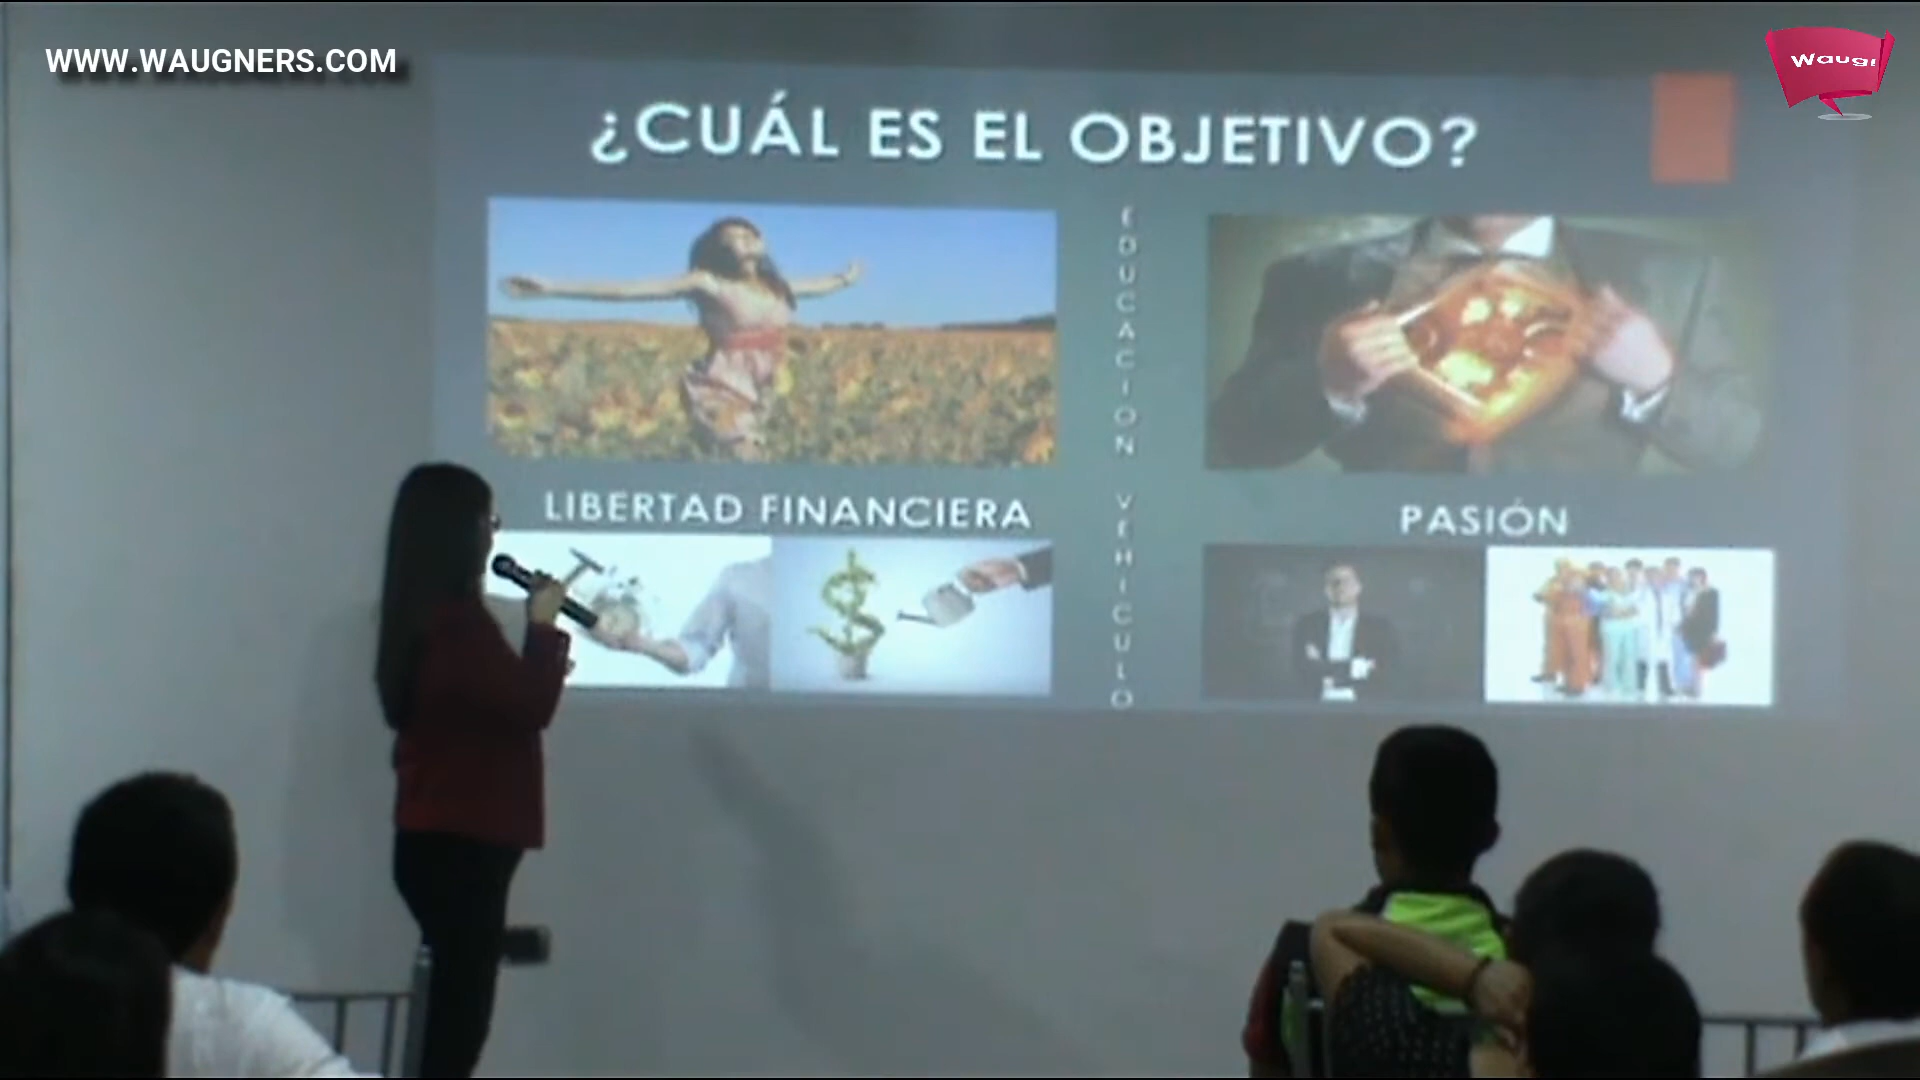 WWW.WAUGNERS.COM
Waugi
¿CUÁL ES EL OBJETIVO?
EDUCACION VEHICULO
LIBERTAD FINANCIERA
PASIÓN